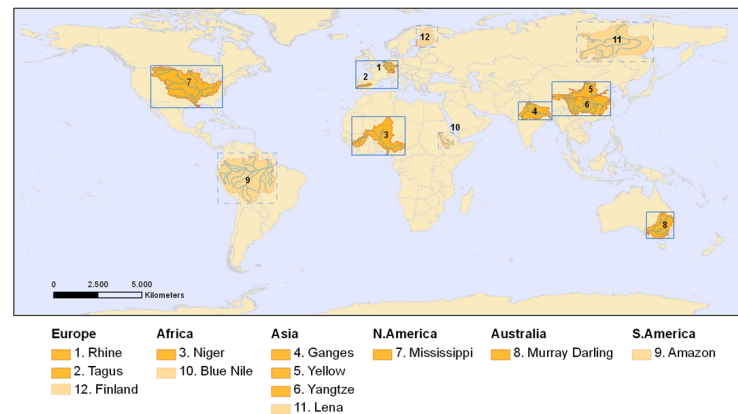 12
11
1
2
7
5
6
4
10
3
9
8
0 2.500 5.000
Kilometers
Europe Africa Asia N.America Australia S.America
1. Rhine 3. Niger 4. Ganges 7. Mississippi 8. Murray Darling 9. Amazon
2. Tagus 10. Blue Nile 5. Yellow
12. Finland 6. Yangtze
11. Lena